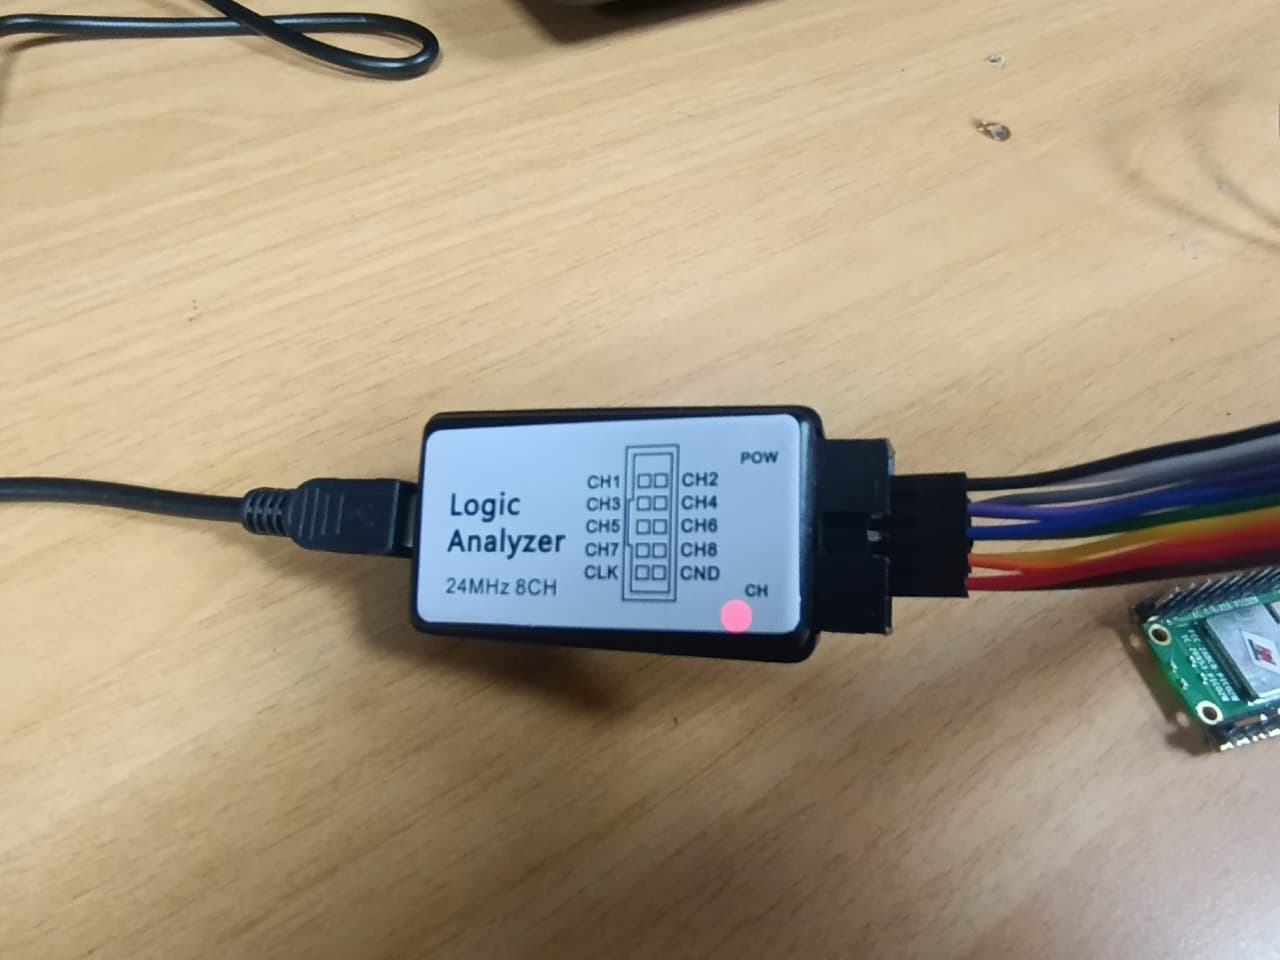 POW
Logic
Analyzer
24MHz 8CH
CH1 CH2
CH3 CH4
CH5 CH6
CH7 CH8
CLK CND
CH